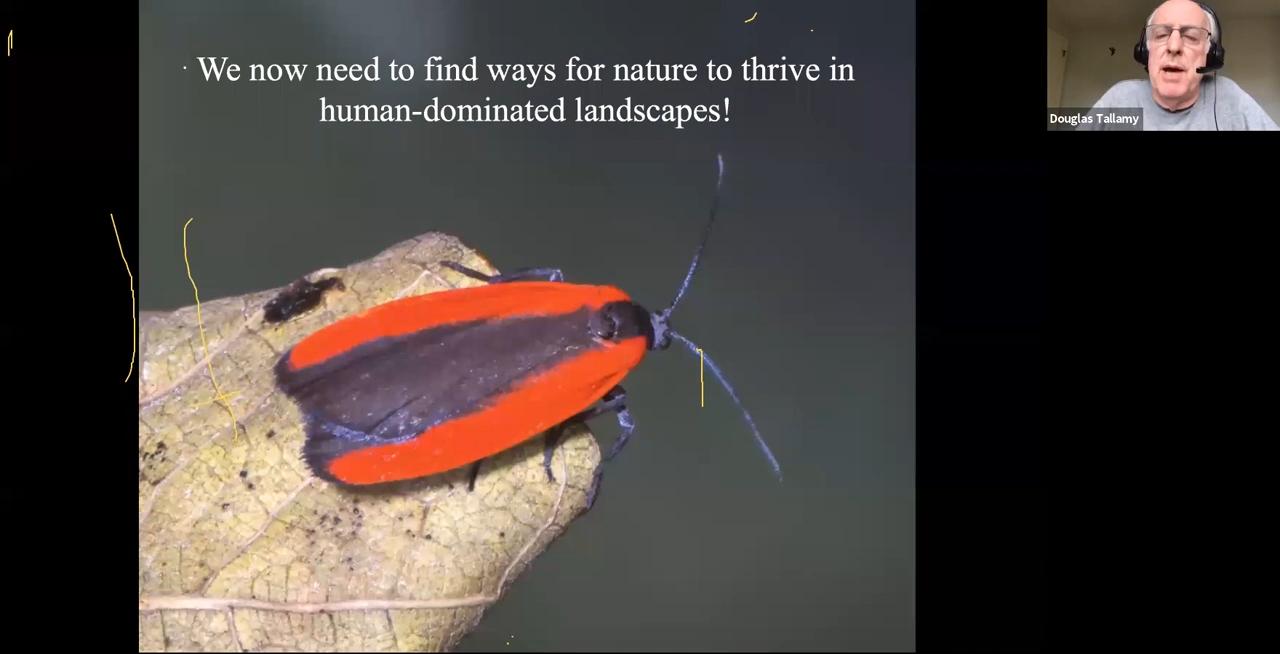 · We now need to find ways for nature to thrive in
human-dominated landscapes!
Douglas Tallamy